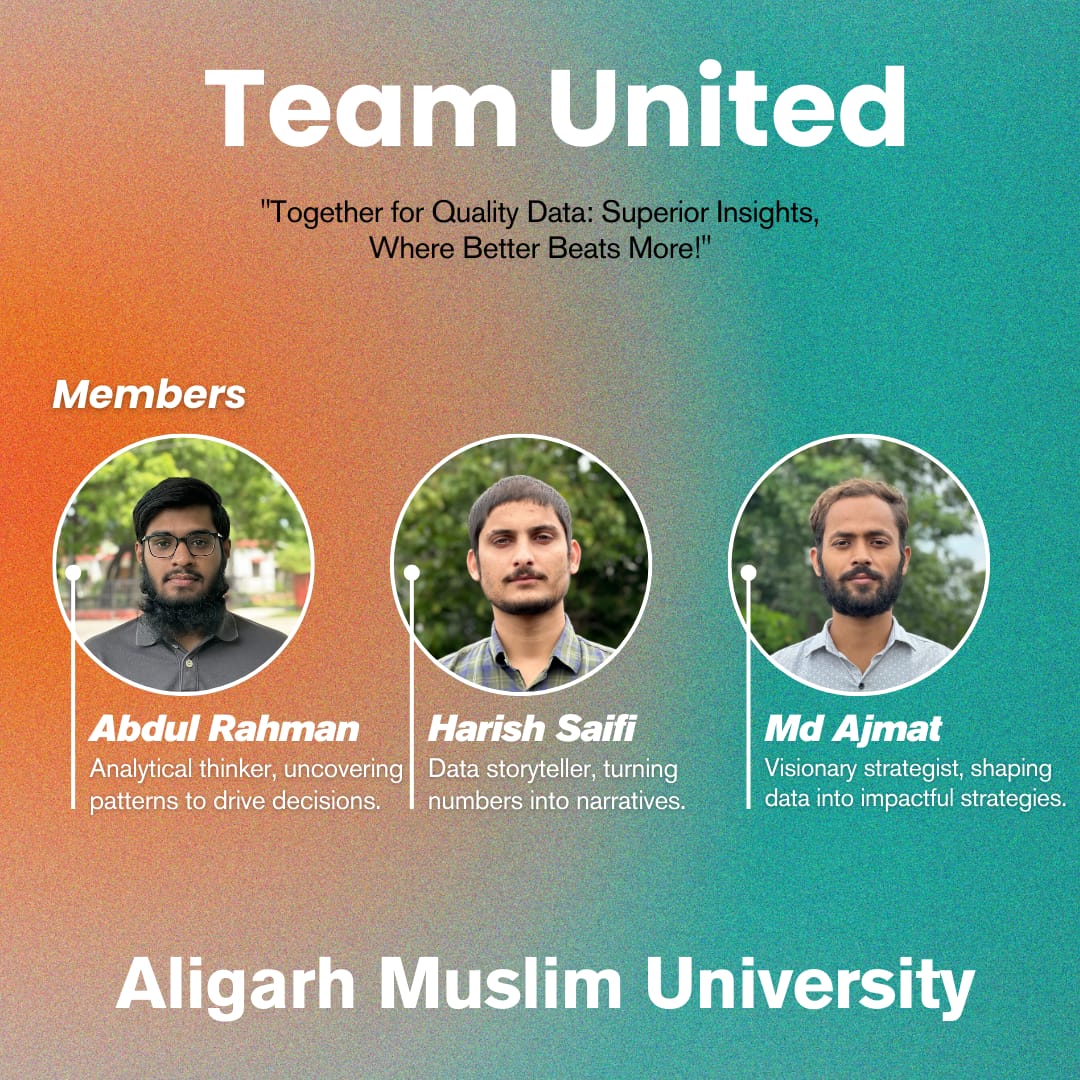 Team United
"Together for Quality Data: Superior Insights,
Where Better Beats More!"
Members
Abdul Rahman
Analytical thinker, uncovering
patterns to drive decisions.
Harish Saifi
Data storyteller, turning
numbers into narratives.
Md Ajmat
Visionary strategist, shaping
data into impactful strategies.
Aligarh Muslim University